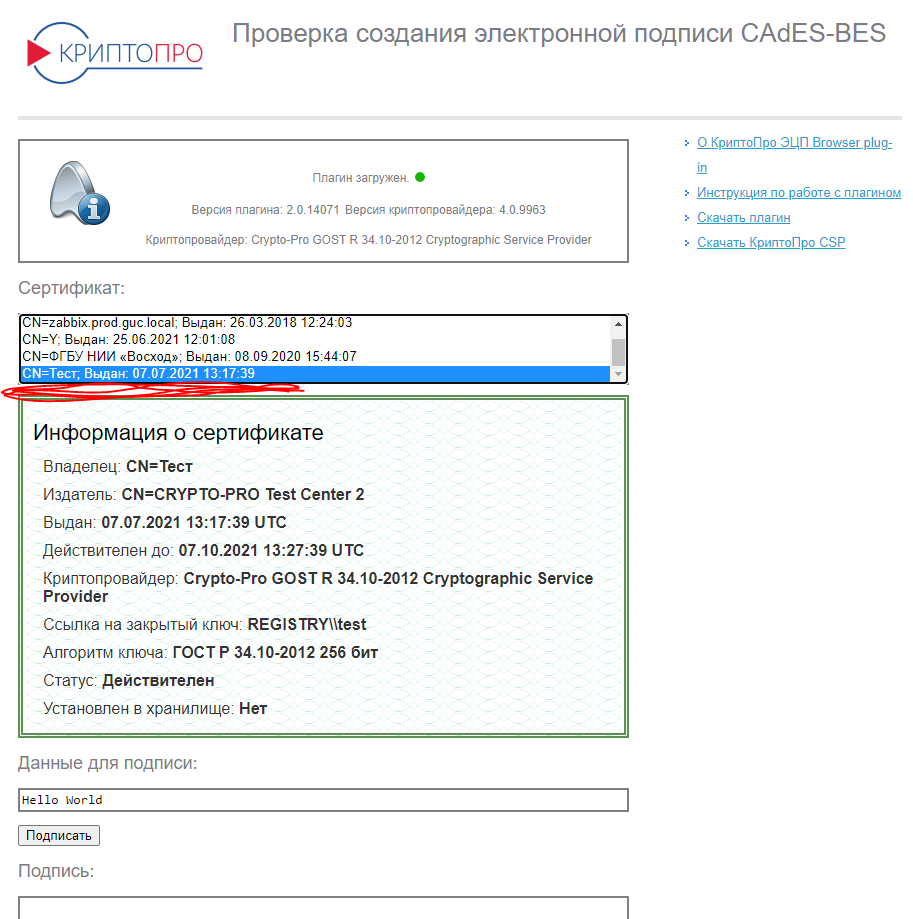 КРИПТОПРО
Проверка создания электронной подписи CAdES-BES
Плагин загружен.
Версия плагина: 2.0.14071 Версия криптопровайдера: 4.0.9963
Криптопровайдер: Crypto-Pro GOST R 34.10-2012 Cryptographic Service Provider
О КриптоПро ЭЦП Browser plug-
in
Инструкция по работе с плагином
Скачать плагин
Скачать КриптоПро CSP
Сертификат:
CN=zabbix.prod.guc.local; Выдан: 26.03.2018 12:24:03
CN=Y; Выдан: 25.06.2021 12:01:08
CN=ФГБУ НИИ «Восход»; Выдан: 08.09.2020 15:44:07
CN=Тест; Выдан: 07.07.2021 13:17:39
Информация о сертификате
Владелец: CN=Тест
Издатель: CN=CRYPTO-PRO Test Center 2
Выдан: 07.07.2021 13:17:39 UTC
Действителен до: 07.10.2021 13:27:39 UTC
Криптопровайдер: Crypto-Pro GOST R 34.10-2012 Cryptographic Service
Provider
Ссылка на закрытый ключ: REGISTRY\\test
Алгоритм ключа: ГОСТ Р 34.10-2012 256 бит
Статус: Действителен
Установлен в хранилище: Нет
Данные для подписи:
Hello World
Подписать
Подпись: